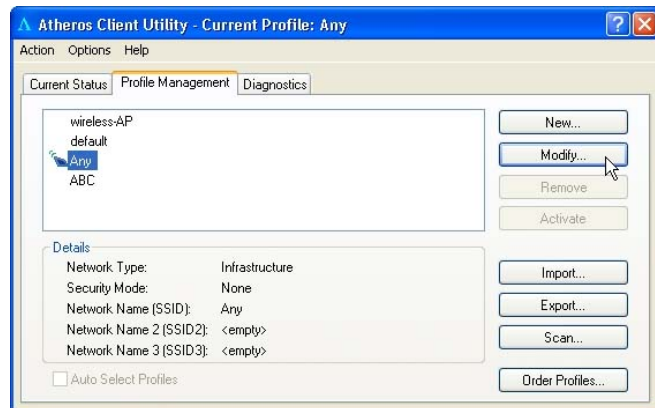 Atheros Client Utility - Current Profile: Any
Action Options Help
Current Status Profile Management Diagnostics
wireless-AP
default
Any
ABC
New...
Modify...
Remove
Activate
Details
Network Type: Infrastructure
Security Mode: None
Network Name (SSID): Any
Network Name 2 (SSID2): <empty>
Network Name 3 (SSID3): <empty>
Import...
Export...
Scan...
Auto Select Profiles
Order Profiles...